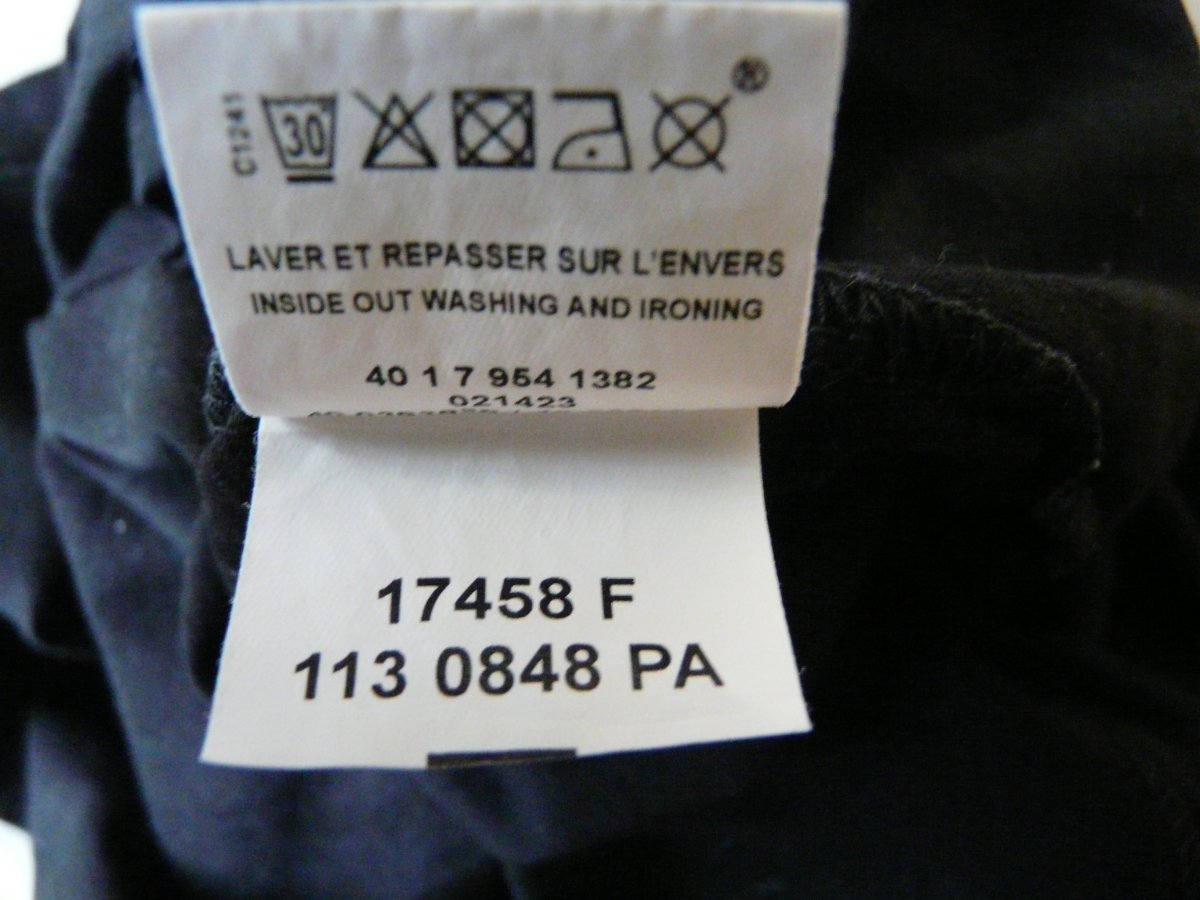 C1241
30
®
LAVER ET REPASSER SUR L'ENVERS
INSIDE OUT WASHING AND IRONING
40 1 7 954 1382
021423
17458 F
113 0848 PA